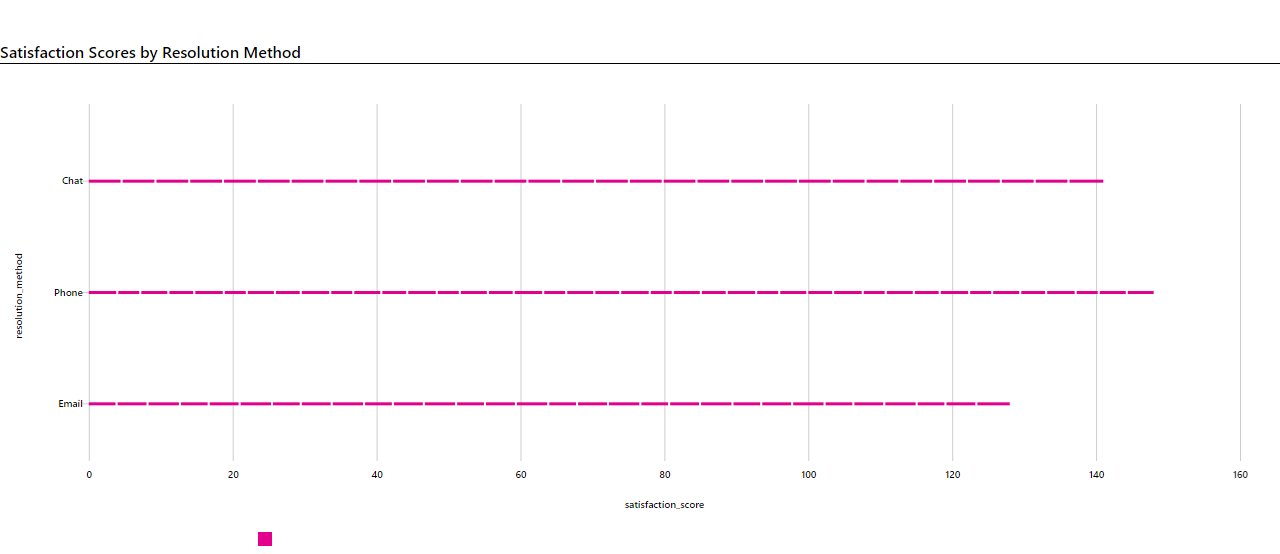 Satisfaction Scores by Resolution Method
resolution_method
Chat
Phone
Email
0 20 40 60 80 100 120 140 160
satisfaction_score